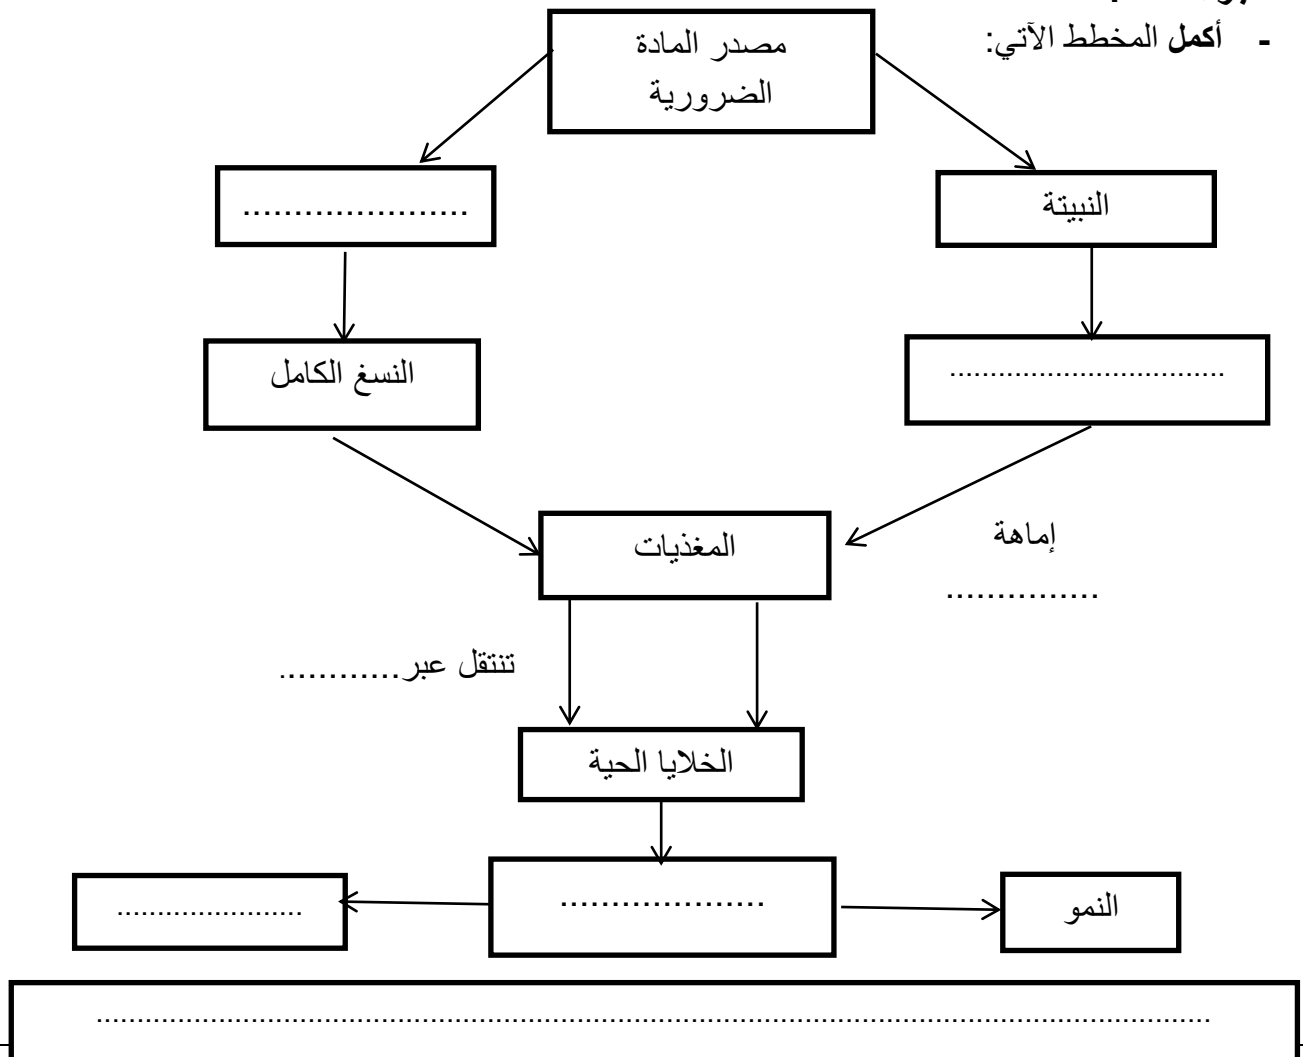 - أكمل المخطط الآتي:
مصدر المادة
الضرورية
......................
النبيتة
النسغ الكامل
.................................
المغذيات
إماهة
...............
تنتقل عبر............
الخلايا الحية
......................
....................
النمو
................................................................................